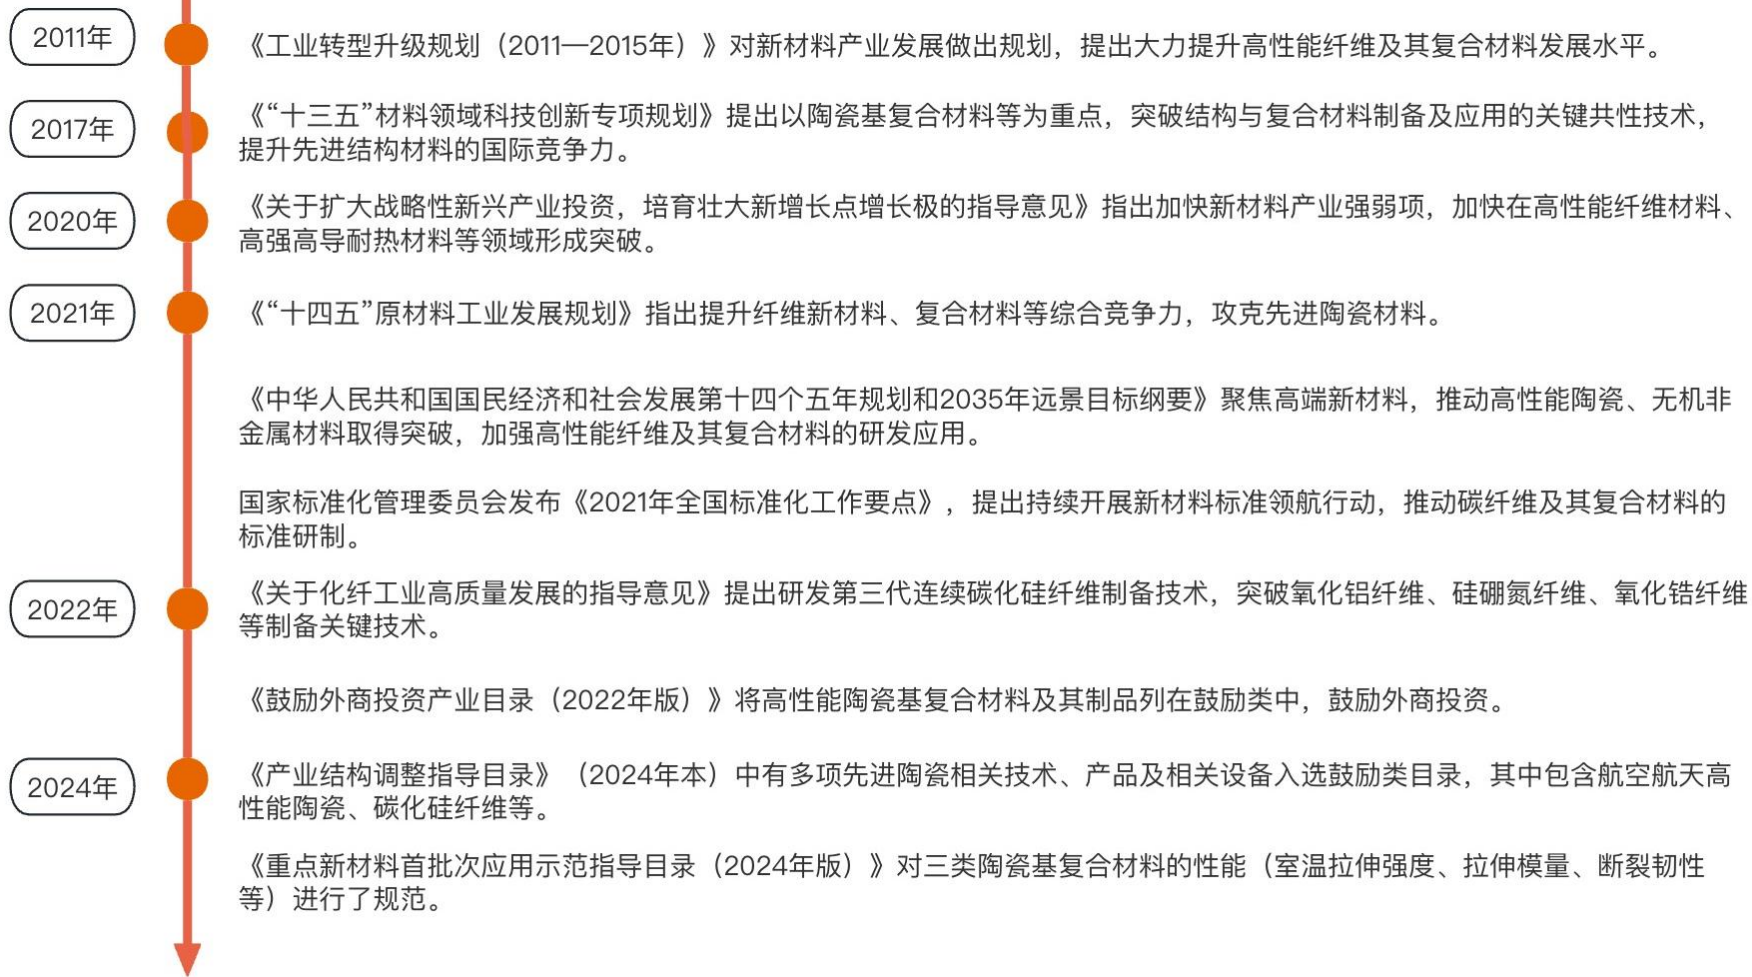 2011年
《工业转型升级规划（2011—2015年）》对新材料产业发展做出规划，提出大力提升高性能纤维及其复合材料发展水平。
2017年
《“十三五”材料领域科技创新专项规划》提出以陶瓷基复合材料等为重点，突破结构与复合材料制备及应用的关键共性技术，
提升先进结构材料的国际竞争力。
2020年
《关于扩大战略性新兴产业投资，培育壮大新增长点增长极的指导意见》指出加快新材料产业强弱项，加快在高性能纤维材料、
高强高导耐热材料等领域形成突破。
2021年
《“十四五”原材料工业发展规划》指出提升纤维新材料、复合材料等综合竞争力，攻克先进陶瓷材料。
《中华人民共和国国民经济和社会发展第十四个五年规划和2035年远景目标纲要》聚焦高端新材料，推动高性能陶瓷、无机非
金属材料取得突破，加强高性能纤维及其复合材料的研发应用。
国家标准化管理委员会发布《2021年全国标准化工作要点》，提出持续开展新材料标准领航行动，推动碳纤维及其复合材料的
标准研制。
2022年
《关于化纤工业高质量发展的指导意见》提出研发第三代连续碳化硅纤维制备技术，突破氧化铝纤维、硅硼氮纤维、氧化锆纤维
等制备关键技术。
《鼓励外商投资产业目录（2022年版）》将高性能陶瓷基复合材料及其制品列在鼓励类中，鼓励外商投资。
2024年
《产业结构调整指导目录》（2024年本）中有多项先进陶瓷相关技术、产品及相关设备入选鼓励类目录，其中包含航空航天高
性能陶瓷、碳化硅纤维等。
《重点新材料首批次应用示范指导目录（2024年版）》对三类陶瓷基复合材料的性能（室温拉伸强度、拉伸模量、断裂韧性
等）进行了规范。